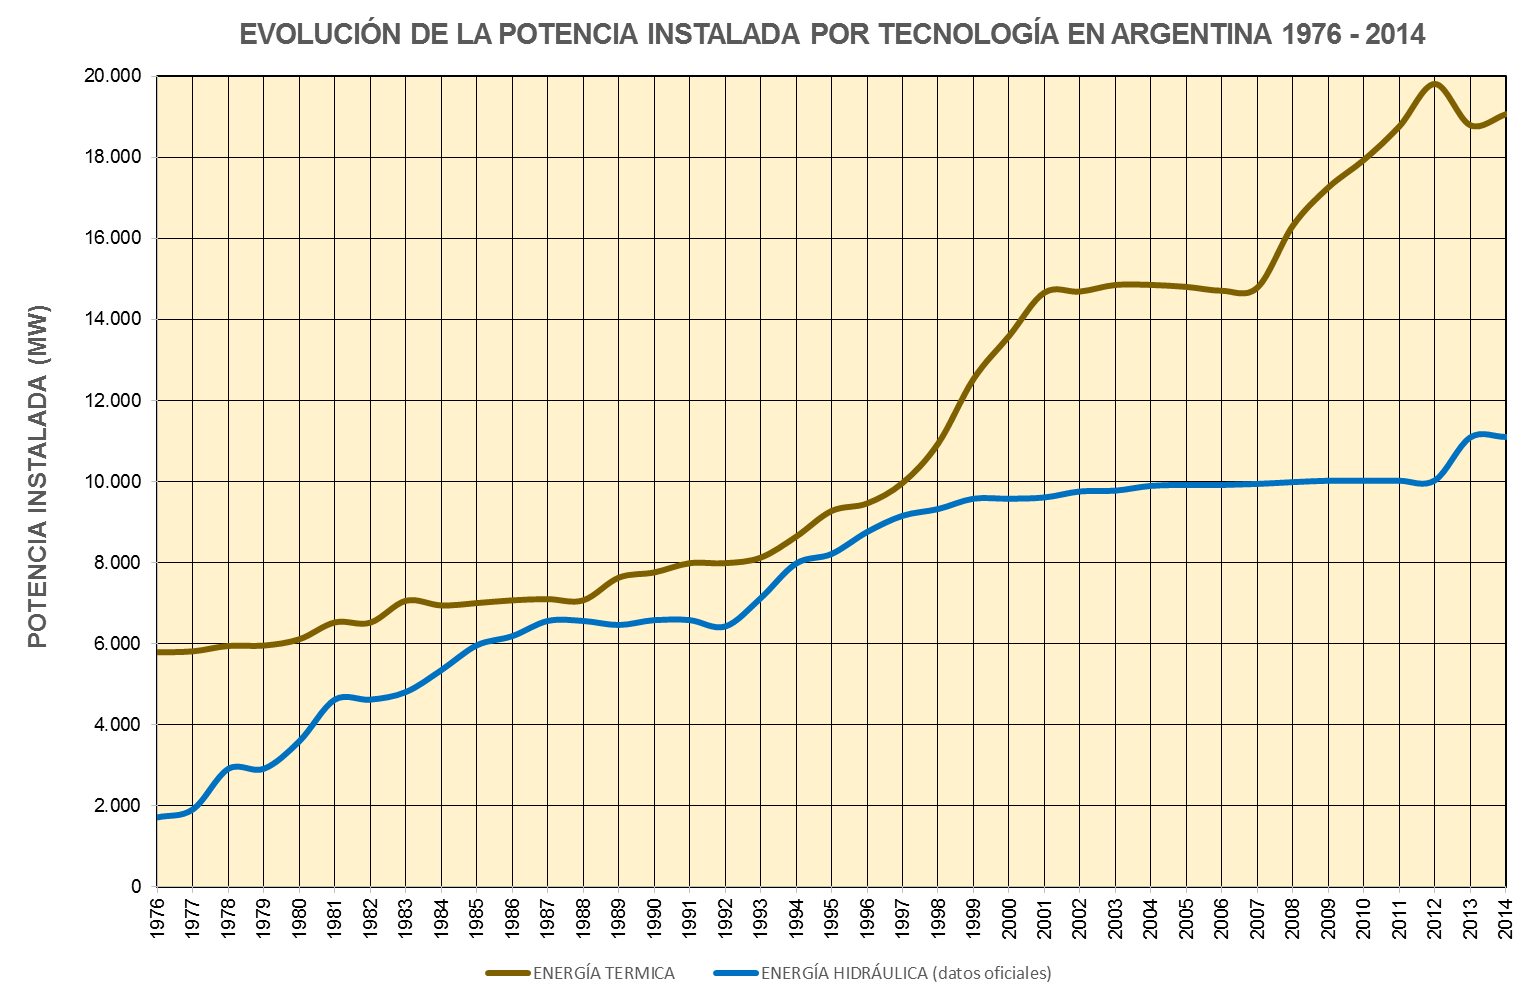 EVOLUCIÓN DE LA POTENCIA INSTALADA POR TECNOLOGÍA EN ARGENTINA 1976 - 2014
POTENCIA INSTALADA (MW)
20.000
18.000
16.000
14.000
12.000
10.000
8.000
6.000
4.000
2.000
0
1976 1977 1978 1979 1980 1981 1982 1983 1984 1985 1986 1987 1988 1989 1990 1991 1992 1993 1994 1995 1996 1997 1998 1999 2000 2001 2002 2003 2004 2005 2006 2007 2008 2009 2010 2011 2012 2013 2014
ENERGÍA TERMICA ENERGÍA HIDRÁULICA (datos oficiales)